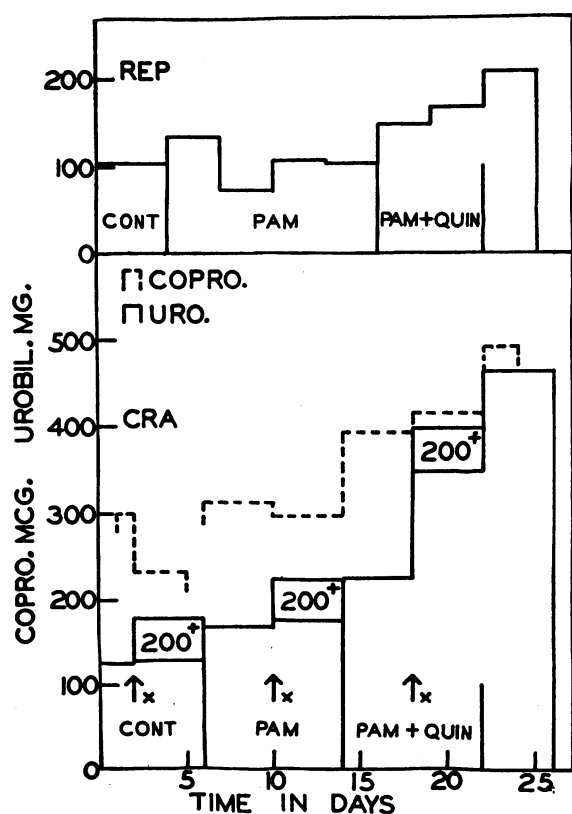 200
REP
100
CONT PAM PAM+QUIN
0
COPRO.
URO.
500
CRA
400
200+
300
200
200+
200+
100
x x x
CONT PAM PAM + QUIN
0
5 10 15 20 25
TIME IN DAYS
COPRO. MCG. UROBIL. MG.